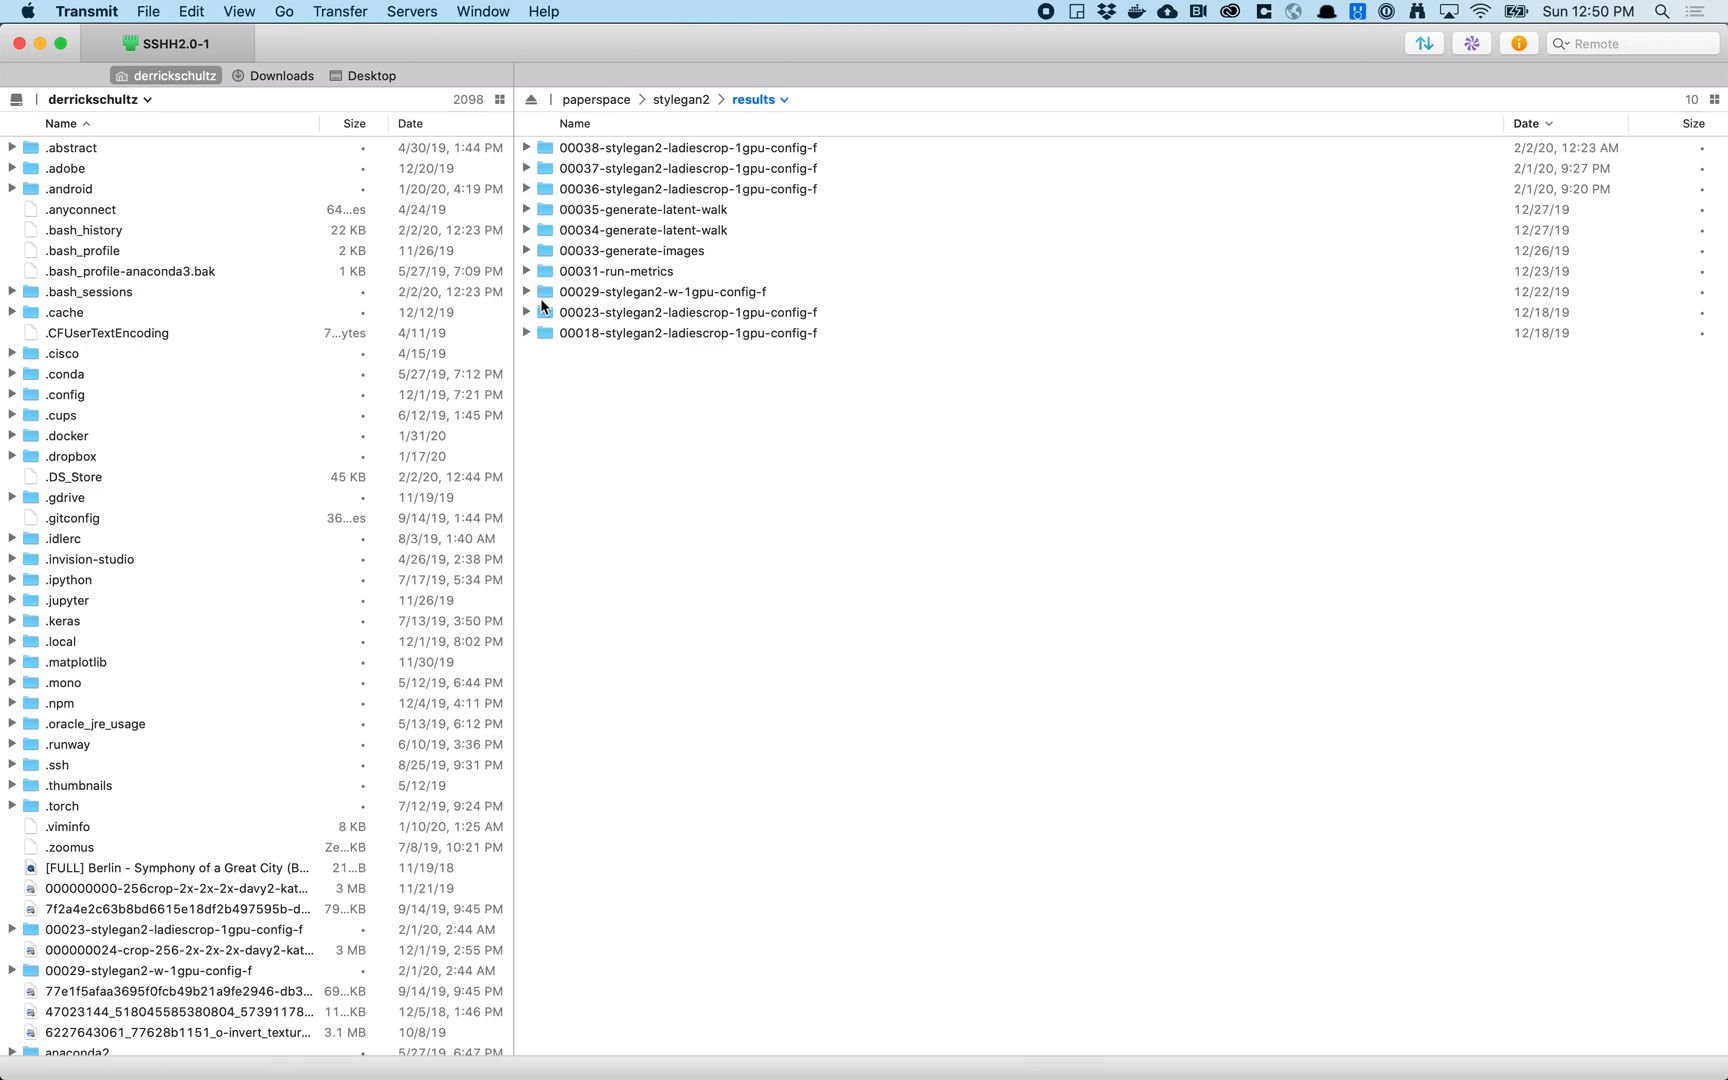 Transmit File Edit View Go Transfer Servers Window Help Sun 12:50 PM
SSHH2.0-1 Remote
derrickschultz Downloads Desktop
derrickschultz 2098 paperspace stylegan2 results 10
Name Size Date Name Date Size
.abstract 4/30/19, 1:44 PM 00038-stylegan2-ladiescrop-1gpu-config-f 2/2/20, 12:23 AM
.adobe 12/20/19 00037-stylegan2-ladiescrop-1gpu-config-f 2/1/20, 9:27 PM
.android 1/20/20, 4:19 PM 00036-stylegan2-ladiescrop-1gpu-config-f 2/1/20, 9:20 PM
.anyconnect 64...es 4/24/19 00035-generate-latent-walk 12/27/19
.bash_history 22 KB 2/2/20, 12:23 PM 00034-generate-latent-walk 12/27/19
.bash_profile 2 KB 11/26/19 00033-generate-images 12/26/19
.bash_profile-anaconda3.bak 1 KB 5/27/19, 7:09 PM 00031-run-metrics 12/23/19
.bash_sessions 2/2/20, 12:23 PM 00029-stylegan2-w-1gpu-config-f 12/22/19
.cache 12/12/19 00023-stylegan2-ladiescrop-1gpu-config-f 12/18/19
.CFUserTextEncoding 7...ytes 4/11/19 00018-stylegan2-ladiescrop-1gpu-config-f 12/18/19
.cisco 4/15/19
.conda 5/27/19, 7:12 PM
.config 12/1/19, 7:21 PM
.cups 6/12/19, 1:45 PM
.docker 1/31/20
.dropbox 1/17/20
.DS_Store 45 KB 2/2/20, 12:44 PM
.gdrive 11/19/19
.gitconfig 36...es 9/14/19, 1:44 PM
.idlerc 8/3/19, 1:40 AM
.invision-studio 4/26/19, 2:38 PM
.ipython 7/17/19, 5:34 PM
.jupyter 11/26/19
.keras 7/13/19, 3:50 PM
.local 12/1/19, 8:02 PM
.matplotlib 11/30/19
.mono 5/12/19, 6:44 PM
.npm 12/4/19, 4:11 PM
.oracle_jre_usage 5/13/19, 6:12 PM
.runway 6/10/19, 3:36 PM
.ssh 8/25/19, 9:31 PM
.thumbnails 5/12/19
.torch 7/12/19, 9:24 PM
.viminfo 8 KB 1/10/20, 1:25 AM
.zoomus Ze...KB 7/8/19, 10:21 PM
[FULL] Berlin - Symphony of a Great City (B... 21...B 11/19/18
000000000-256crop-2x-2x-2x-davy2-kat... 3 MB 11/21/19
7f2a4e2c63b8bd6615e18df2b497595b-d... 79...KB 9/14/19, 9:45 PM
00023-stylegan2-ladiescrop-1gpu-config-f 2/1/20, 2:44 AM
000000024-crop-256-2x-2x-2x-davy2-kat... 3 MB 12/1/19, 2:55 PM
00029-stylegan2-w-1gpu-config-f 2/1/20, 2:44 AM
77e1f5afaa3695f0fcb49b21a9fe2946-db3... 69...KB 9/14/19, 9:45 PM
47023144_518045585380804_57391178... 11...KB 12/5/18, 1:46 PM
6227643061_77628b1151_o-invert_textur... 3.1 MB 10/8/19
anaconda2 5/27/19, 6:47 PM